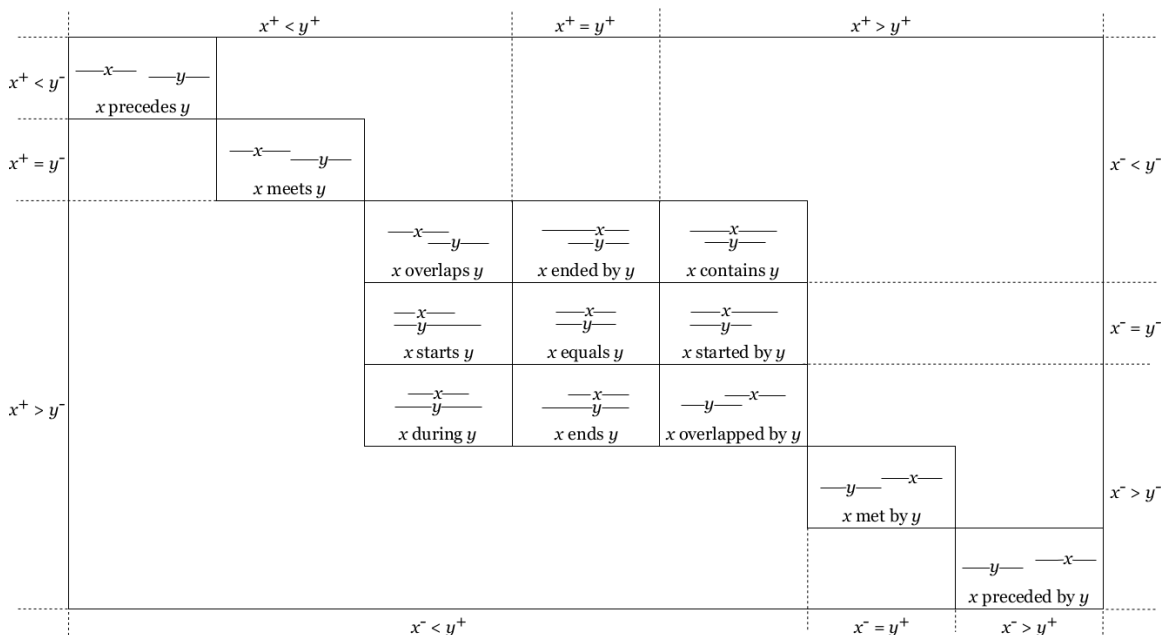 x⁺ < y⁺ x⁺ = y⁺ x⁺ > y⁺
x⁺ < y⁻
x y
x precedes y
x⁺ = y⁻
x y
x meets y
x⁻ < y⁻
x y
x overlaps y
x y
x ended by y
x y
x contains y
x y
x starts y
x y
x equals y
x y
x started by y
x⁻ = y⁻
x⁺ > y⁻
x y
x during y
x y
x ends y
y x
x overlapped by y
y x
x met by y
x⁻ > y⁻
y x
x preceded by y
x⁻ < y⁺ x⁻ = y⁺ x⁻ > y⁺